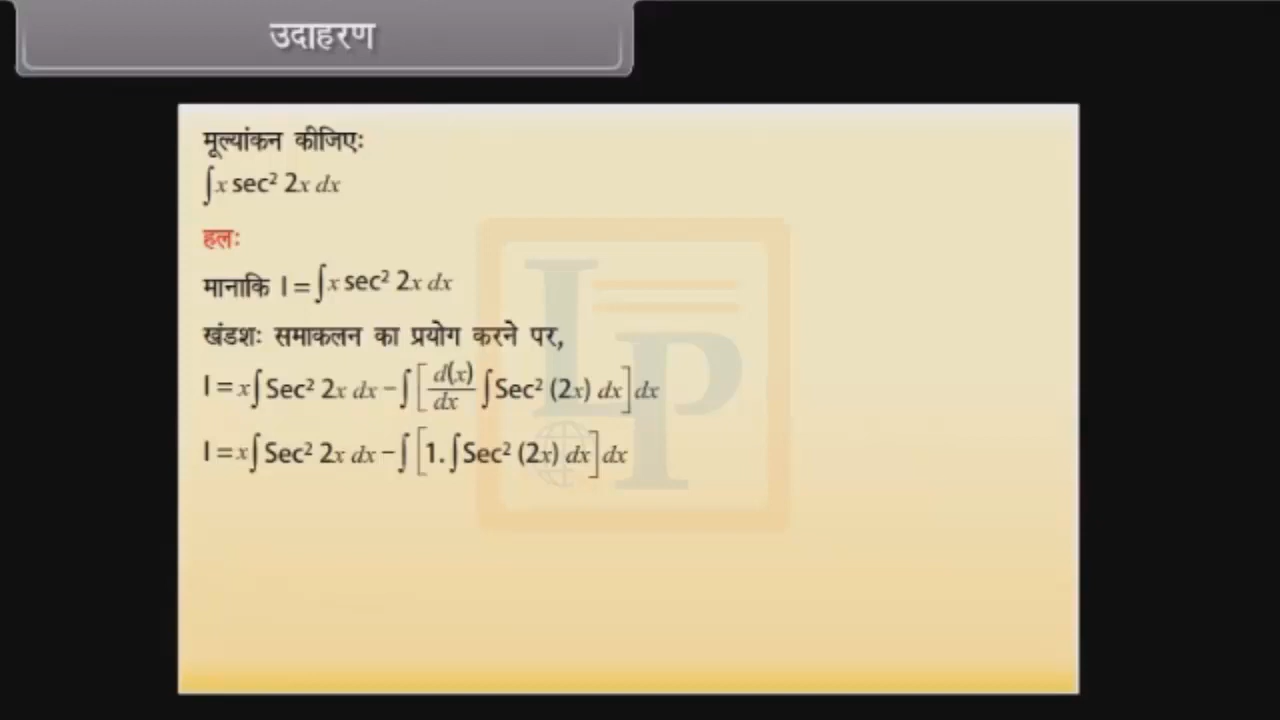 उदाहरण
मूल्यांकन कीजिए:
∫x sec² 2x dx
हल:
मानाकि I = ∫x sec² 2x dx
खंडश: समाकलन का प्रयोग करने पर,
I = x∫Sec² 2x dx – ∫[d(x)/dx ∫Sec² (2x) dx]dx
I = x∫Sec² 2x dx – ∫[1. ∫Sec² (2x) dx]dx
LP